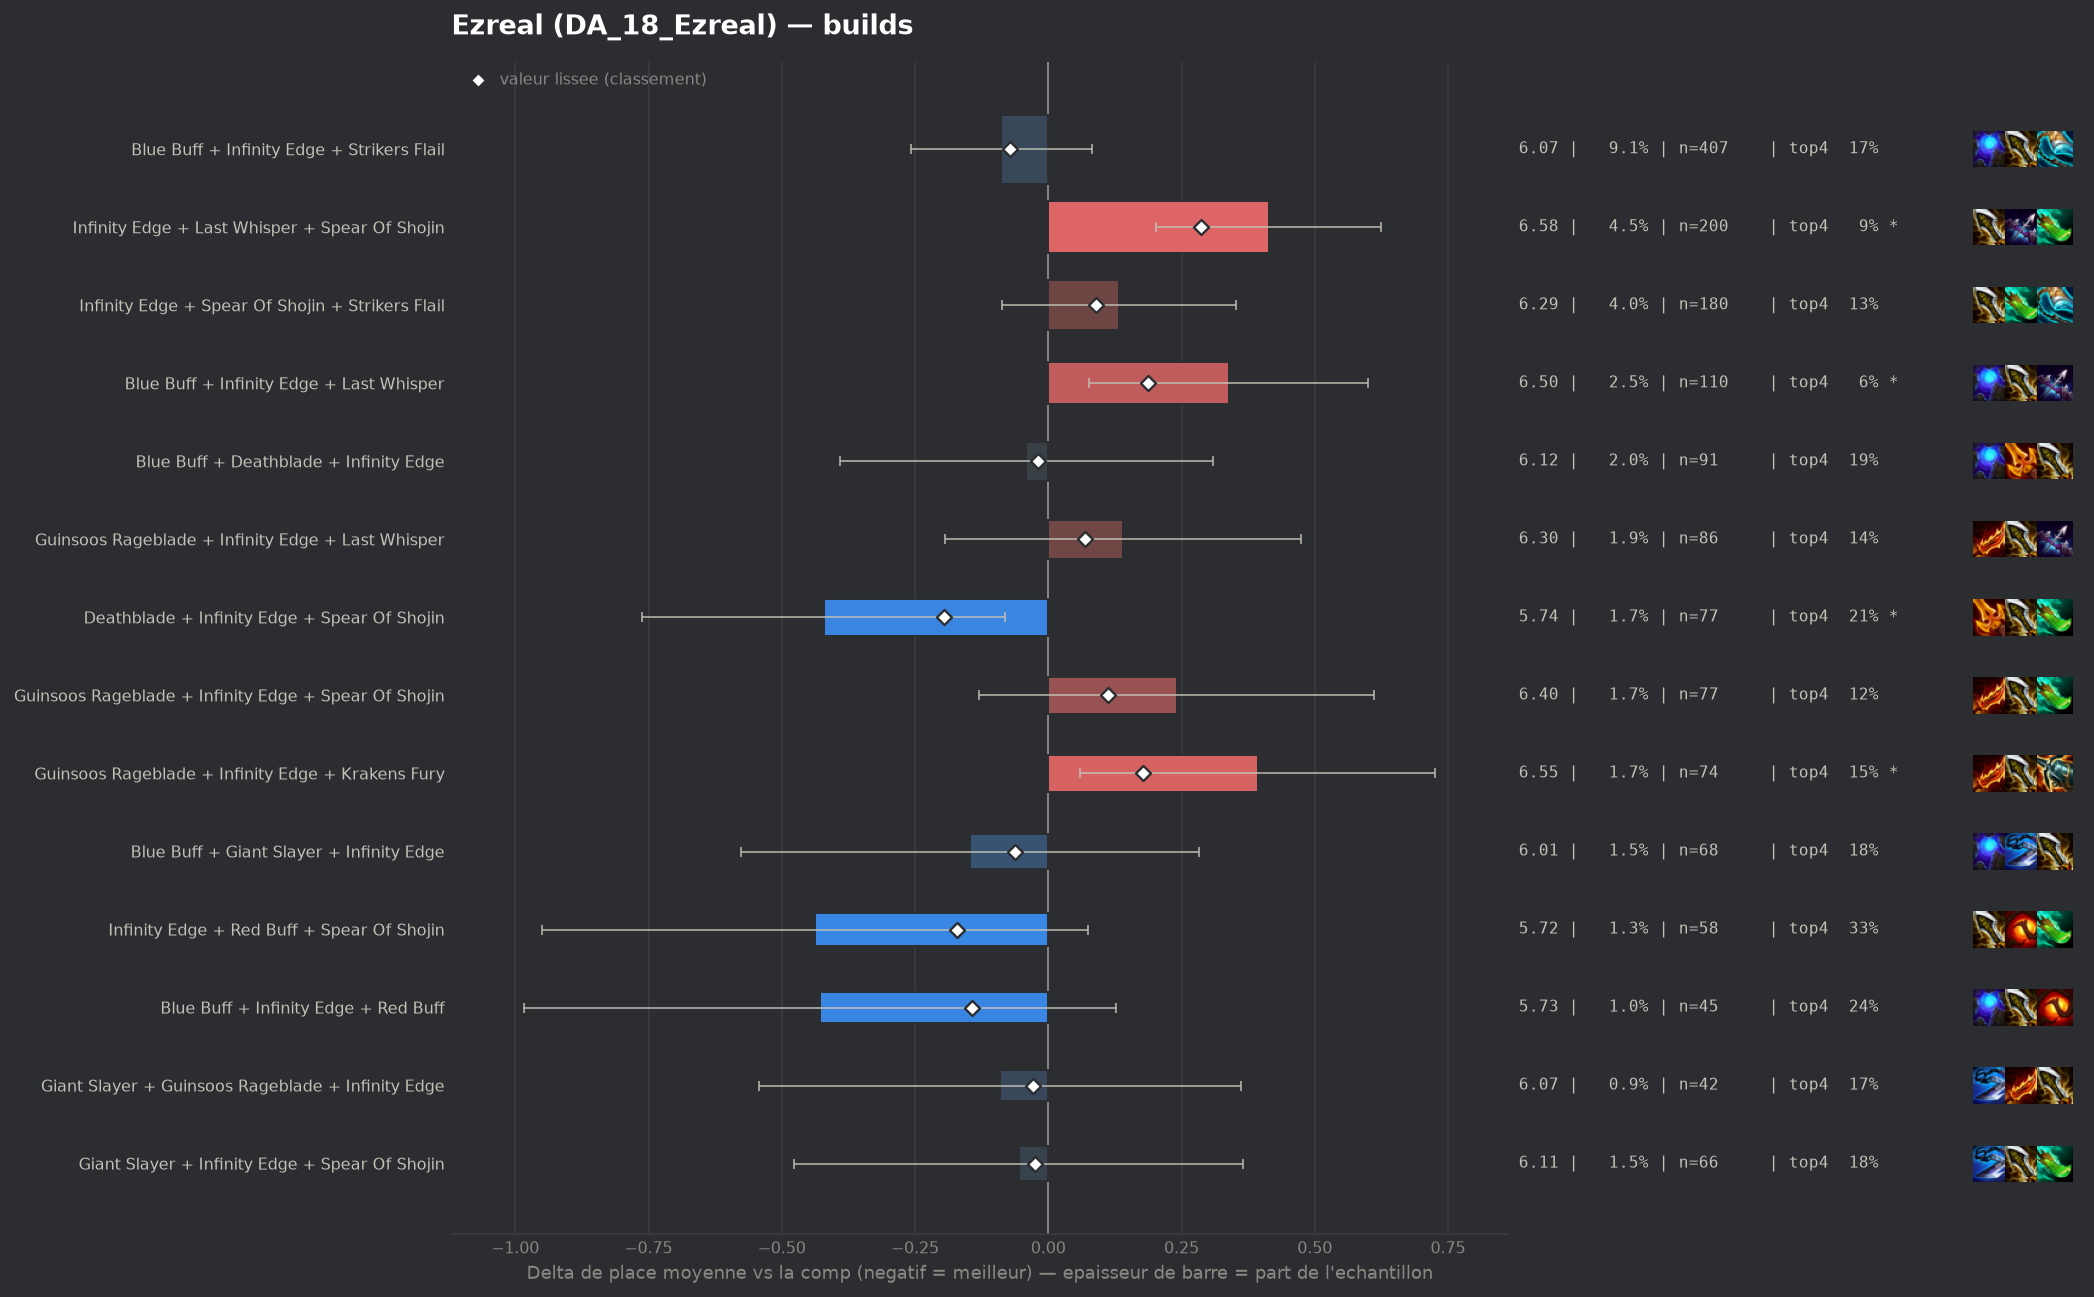 Ezreal (DA_18_Ezreal) — builds
valeur lissee (classement)
Blue Buff + Infinity Edge + Strikers Flail 6.07 | 9.1% | n=407 | top4 17%
Infinity Edge + Last Whisper + Spear Of Shojin 6.58 | 4.5% | n=200 | top4 9% *
Infinity Edge + Spear Of Shojin + Strikers Flail 6.29 | 4.0% | n=180 | top4 13%
Blue Buff + Infinity Edge + Last Whisper 6.50 | 2.5% | n=110 | top4 6% *
Blue Buff + Deathblade + Infinity Edge 6.12 | 2.0% | n=91 | top4 19%
Guinsoos Rageblade + Infinity Edge + Last Whisper 6.30 | 1.9% | n=86 | top4 14%
Deathblade + Infinity Edge + Spear Of Shojin 5.74 | 1.7% | n=77 | top4 21% *
Guinsoos Rageblade + Infinity Edge + Spear Of Shojin 6.40 | 1.7% | n=77 | top4 12%
Guinsoos Rageblade + Infinity Edge + Krakens Fury 6.55 | 1.7% | n=74 | top4 15% *
Blue Buff + Giant Slayer + Infinity Edge 6.01 | 1.5% | n=68 | top4 18%
Infinity Edge + Red Buff + Spear Of Shojin 5.72 | 1.3% | n=58 | top4 33%
Blue Buff + Infinity Edge + Red Buff 5.73 | 1.0% | n=45 | top4 24%
Giant Slayer + Guinsoos Rageblade + Infinity Edge 6.07 | 0.9% | n=42 | top4 17%
Giant Slayer + Infinity Edge + Spear Of Shojin 6.11 | 1.5% | n=66 | top4 18%
−1.00 −0.75 −0.50 −0.25 0.00 0.25 0.50 0.75
Delta de place moyenne vs la comp (negatif = meilleur) — epaisseur de barre = part de l'echantillon